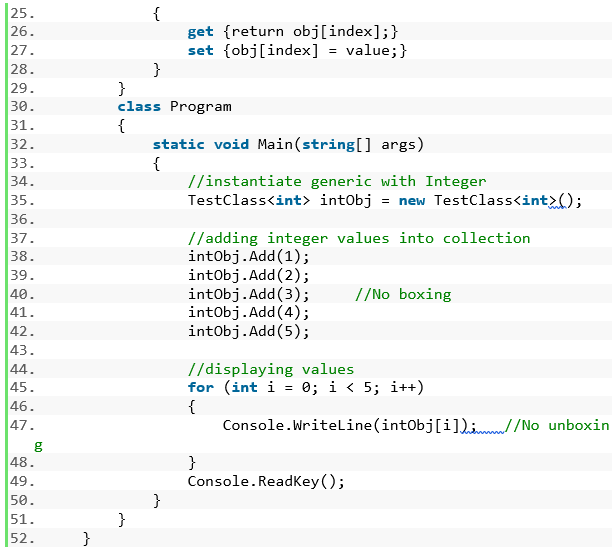 25.             {
26.                 get {return obj[index];}
27.                 set {obj[index] = value;}
28.             }
29.         }
30.         class Program
31.         {
32.             static void Main(string[] args)
33.             {
34.                 //instantiate generic with Integer
35.                 TestClass<int> intObj = new TestClass<int>();
36.
37.                 //adding integer values into collection
38.                 intObj.Add(1);
39.                 intObj.Add(2);
40.                 intObj.Add(3);     //No boxing
41.                 intObj.Add(4);
42.                 intObj.Add(5);
43.
44.                 //displaying values
45.                 for (int i = 0; i < 5; i++)
46.                 {
47.                     Console.WriteLine(intObj[i]);   //No unboxin
g
48.                 }
49.                 Console.ReadKey();
50.             }
51.         }
52.     }